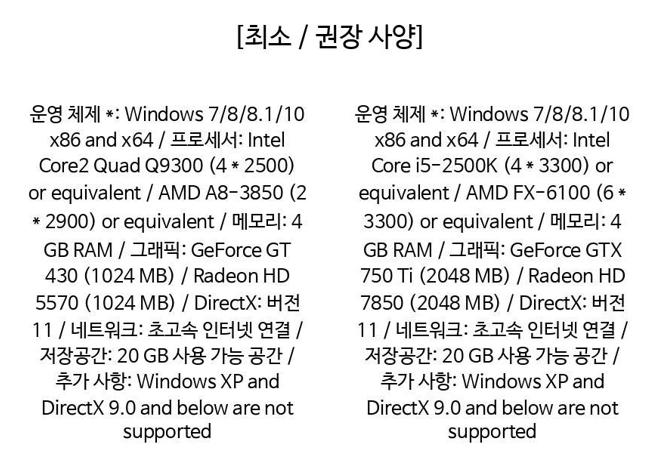 [최소 / 권장 사양]
운영 체제 *: Windows 7/8/8.1/10
x86 and x64 / 프로세서: Intel
Core2 Quad Q9300 (4 * 2500)
or equivalent / AMD A8-3850 (2
* 2900) or equivalent / 메모리: 4
GB RAM / 그래픽: GeForce GT
430 (1024 MB) / Radeon HD
5570 (1024 MB) / DirectX: 버전
11 / 네트워크: 초고속 인터넷 연결 /
저장공간: 20 GB 사용 가능 공간 /
추가 사항: Windows XP and
DirectX 9.0 and below are not
supported
운영 체제 *: Windows 7/8/8.1/10
x86 and x64 / 프로세서: Intel
Core i5-2500K (4 * 3300) or
equivalent / AMD FX-6100 (6 *
3300) or equivalent / 메모리: 4
GB RAM / 그래픽: GeForce GTX
750 Ti (2048 MB) / Radeon HD
7850 (2048 MB) / DirectX: 버전
11 / 네트워크: 초고속 인터넷 연결 /
저장공간: 20 GB 사용 가능 공간 /
추가 사항: Windows XP and
DirectX 9.0 and below are not
supported